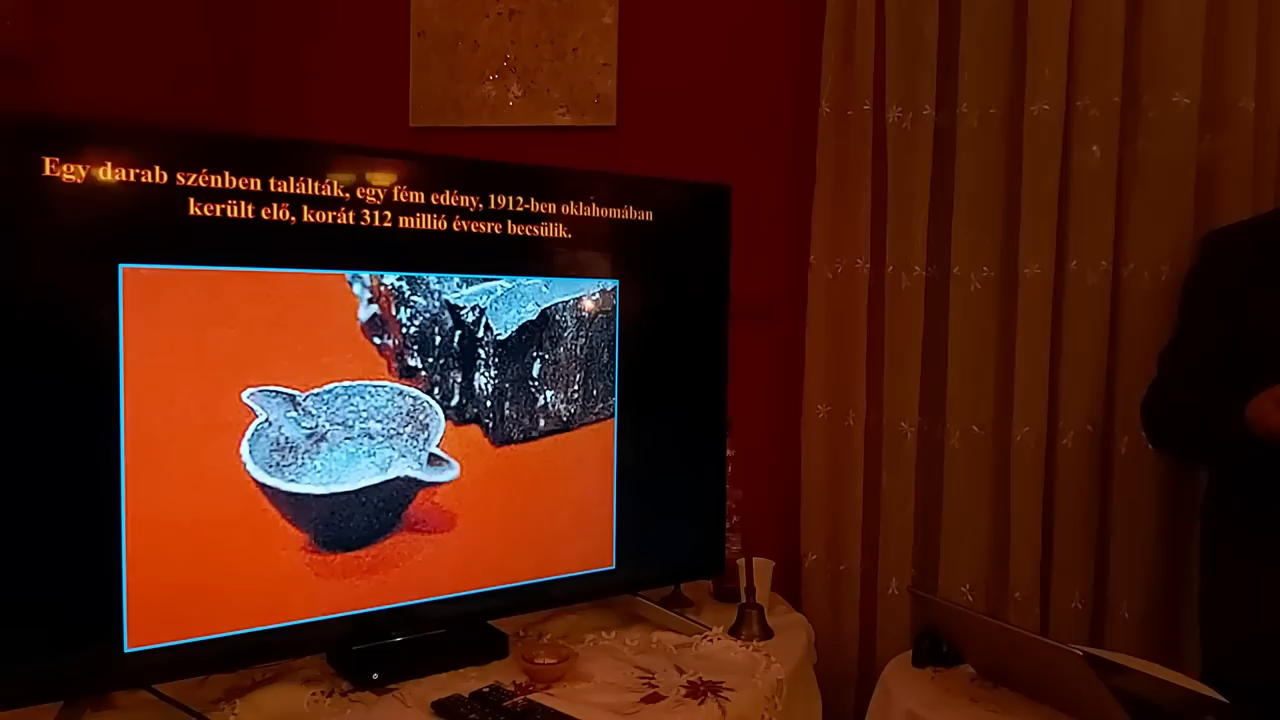 Egy darab szénben találták, egy fém edény, 1912-ben oklahomában
került elő, korát 312 millió évesre becsülik.